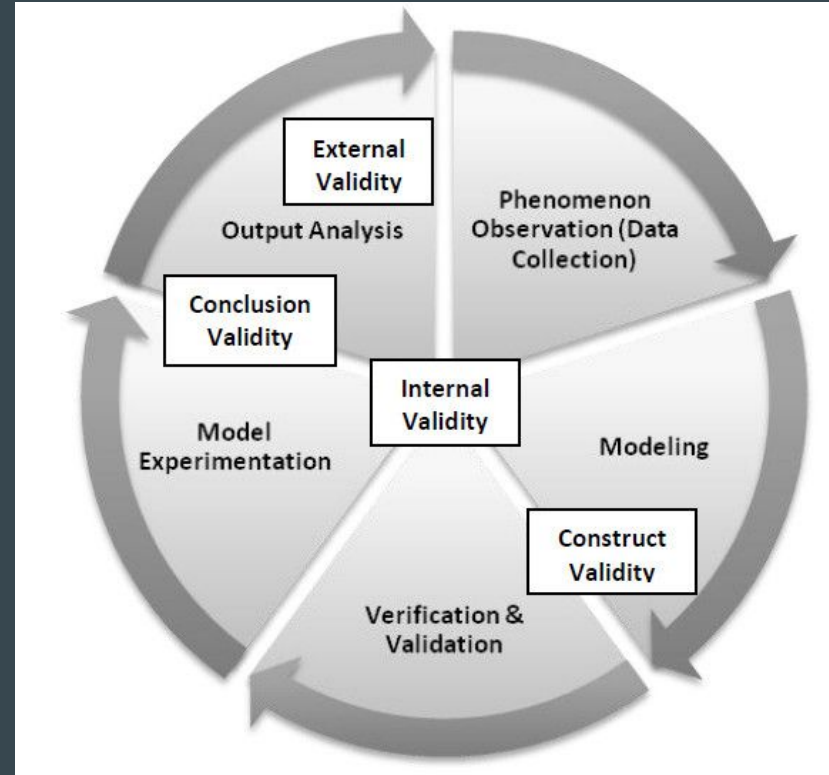 External
Validity
Output Analysis
Phenomenon
Observation (Data
Collection)
Conclusion
Validity
Internal
Validity
Model
Experimentation
Modeling
Construct
Validity
Verification &
Validation